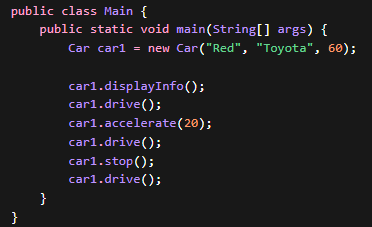 public class Main {
    public static void main(String[] args) {
        Car car1 = new Car("Red", "Toyota", 60);

        car1.displayInfo();
        car1.drive();
        car1.accelerate(20);
        car1.drive();
        car1.stop();
        car1.drive();
    }
}